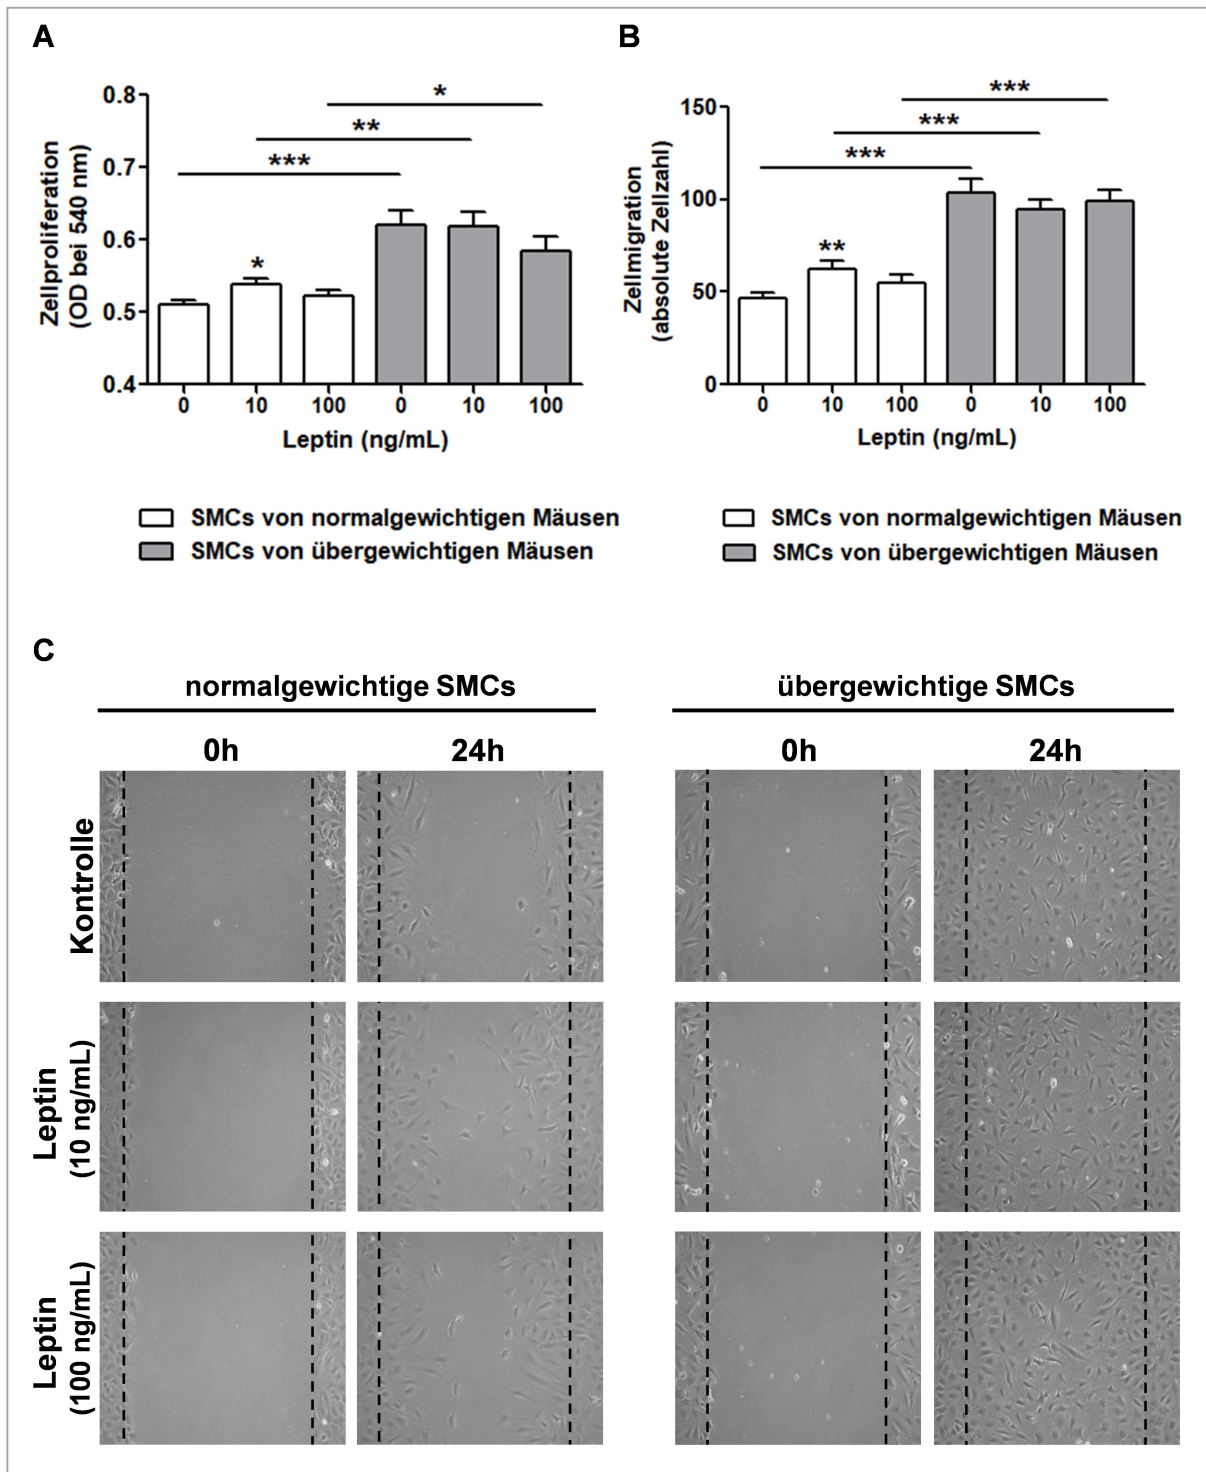 A
Zellproliferation
(OD bei 540 nm)
0.8
0.7
0.6
0.5
0.4
*
**
***
*
0 10 100 0 10 100
Leptin (ng/mL)
SMCs von normalgewichtigen Mäusen
SMCs von übergewichtigen Mäusen
B
Zellmigration
(absolute Zellzahl)
150
100
50
0
***
***
***
**
0 10 100 0 10 100
Leptin (ng/mL)
SMCs von normalgewichtigen Mäusen
SMCs von übergewichtigen Mäusen
C
normalgewichtige SMCs
übergewichtige SMCs
0h 24h 0h 24h
Kontrolle
Leptin
(10 ng/mL)
Leptin
(100 ng/mL)